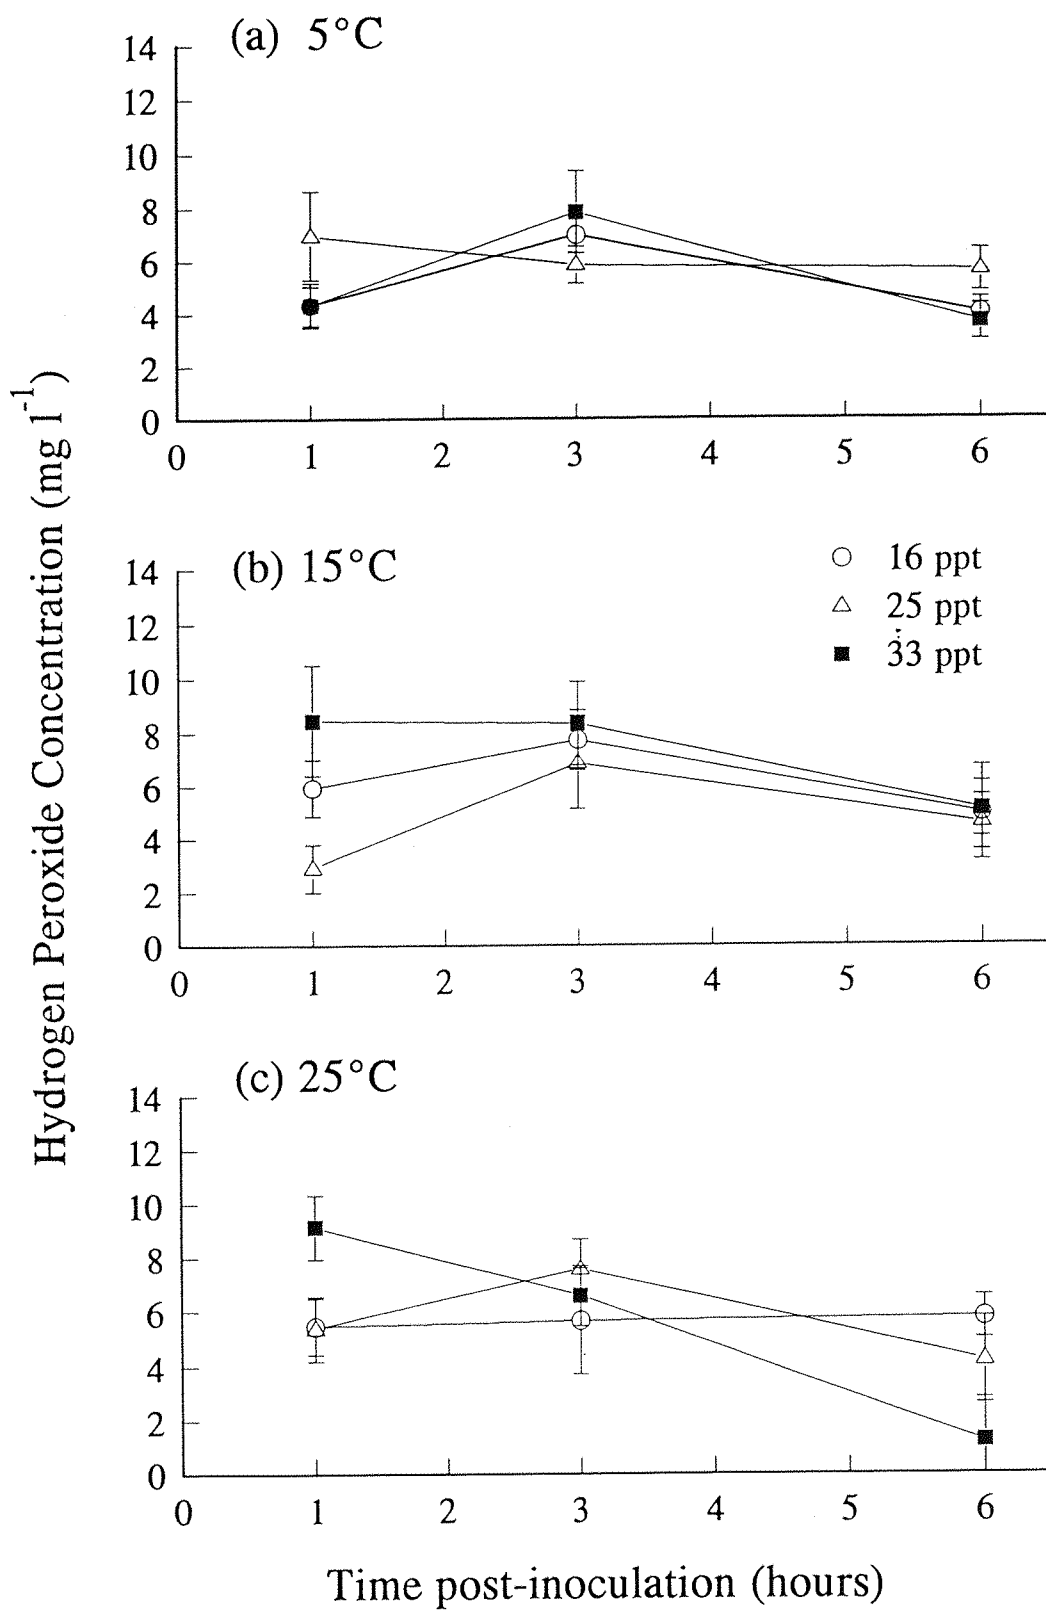 (a) 5°C
14
12
10
8
6
4
2
0
0 1 2 3 4 5 6
(b) 15°C
16 ppt
25 ppt
33 ppt
14
12
10
8
6
4
2
0
0 1 2 3 4 5 6
(c) 25°C
14
12
10
8
6
4
2
0
0 1 2 3 4 5 6
Hydrogen Peroxide Concentration (mg l⁻¹)
Time post-inoculation (hours)